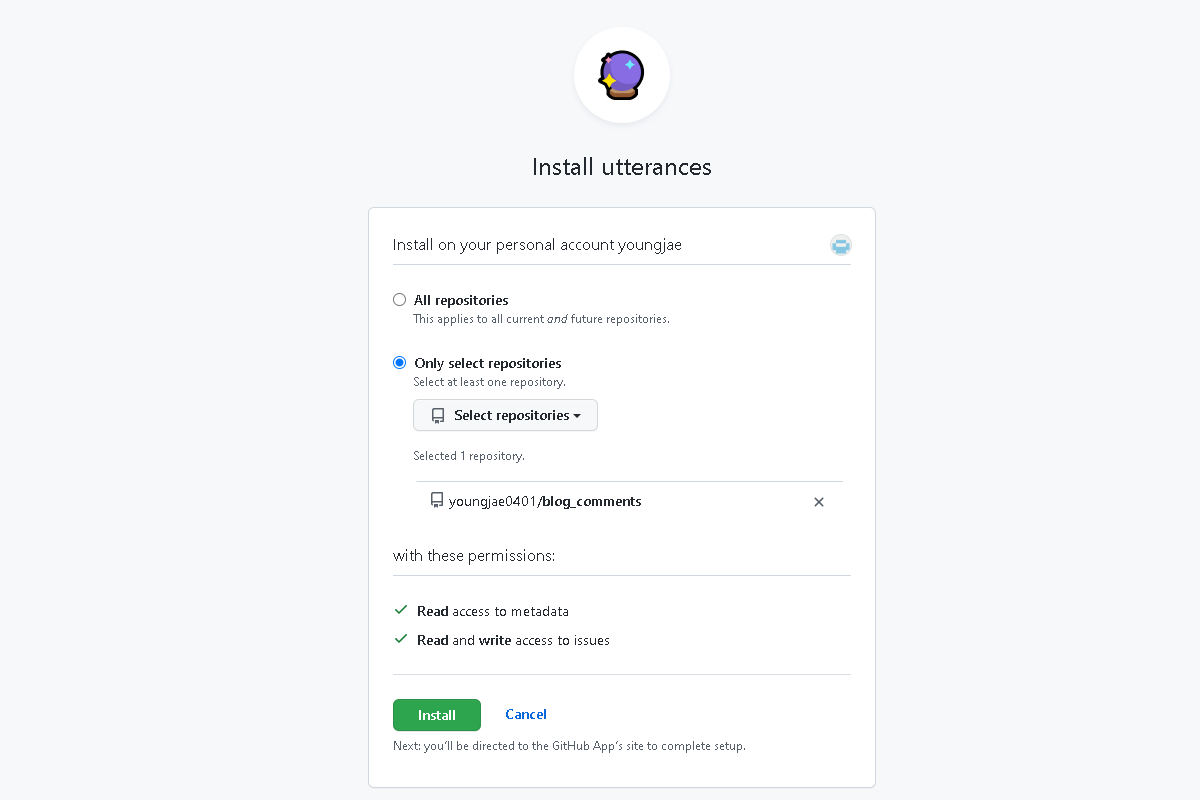 Install utterances
Install on your personal account youngjae
All repositories
This applies to all current and future repositories.
Only select repositories
Select at least one repository.
Select repositories
Selected 1 repository.
youngjae0401/blog_comments
with these permissions:
Read access to metadata
Read and write access to issues
Install Cancel
Next: you'll be directed to the GitHub App's site to complete setup.